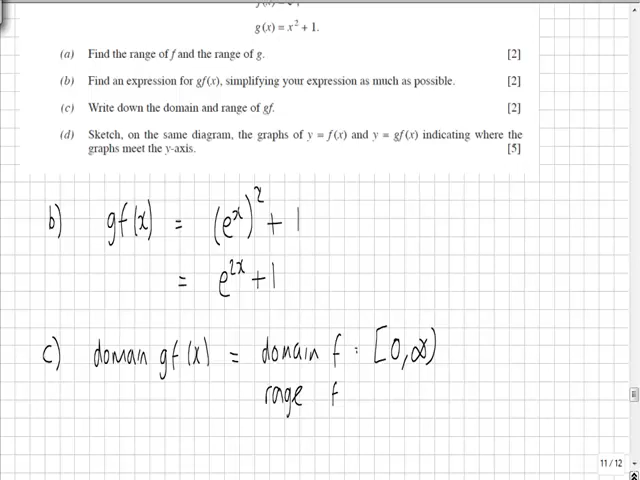 g(x) = x² + 1.
(a) Find the range of f and the range of g. [2]
(b) Find an expression for gf(x), simplifying your expression as much as possible. [2]
(c) Write down the domain and range of gf. [2]
(d) Sketch, on the same diagram, the graphs of y = f(x) and y = gf(x) indicating where the
graphs meet the y-axis. [5]
b) gf(x) = (eˣ)² + 1
= e²ˣ + 1
c) domain gf(x) = domain f : [0, ∞)
range f
11 / 12